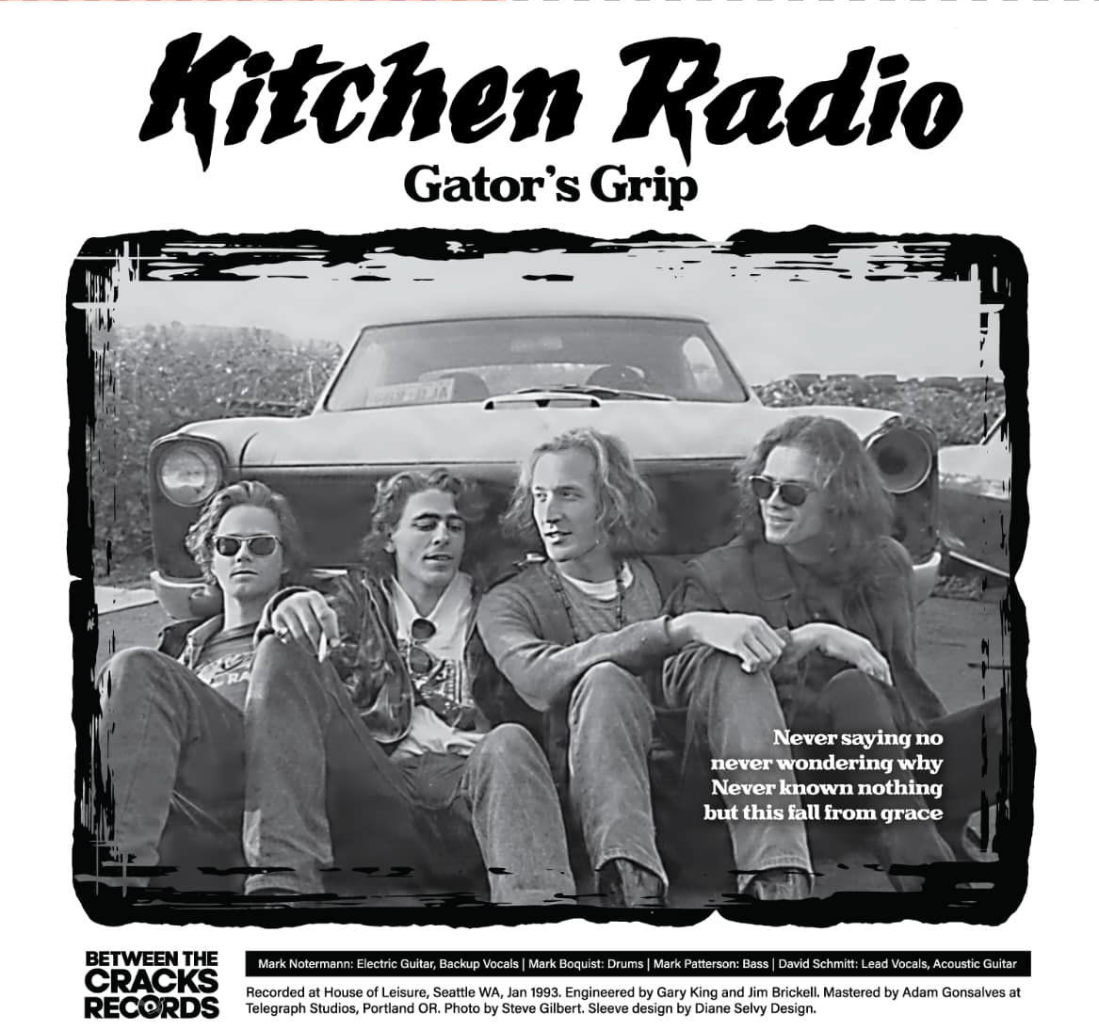 Kitchen Radio
Gator's Grip
RA
Never saying no
never wondering why
Never known nothing
but this fall from grace
BETWEEN THE
CRACKS
RECORDS
Mark Notermann: Electric Guitar, Backup Vocals | Mark Boquist: Drums | Mark Patterson: Bass | David Schmitt: Lead Vocals, Acoustic Guitar
Recorded at House of Leisure, Seattle WA, Jan 1993. Engineered by Gary King and Jim Brickell. Mastered by Adam Gonsalves at
Telegraph Studios, Portland OR. Photo by Steve Gilbert. Sleeve design by Diane Selvy Design.